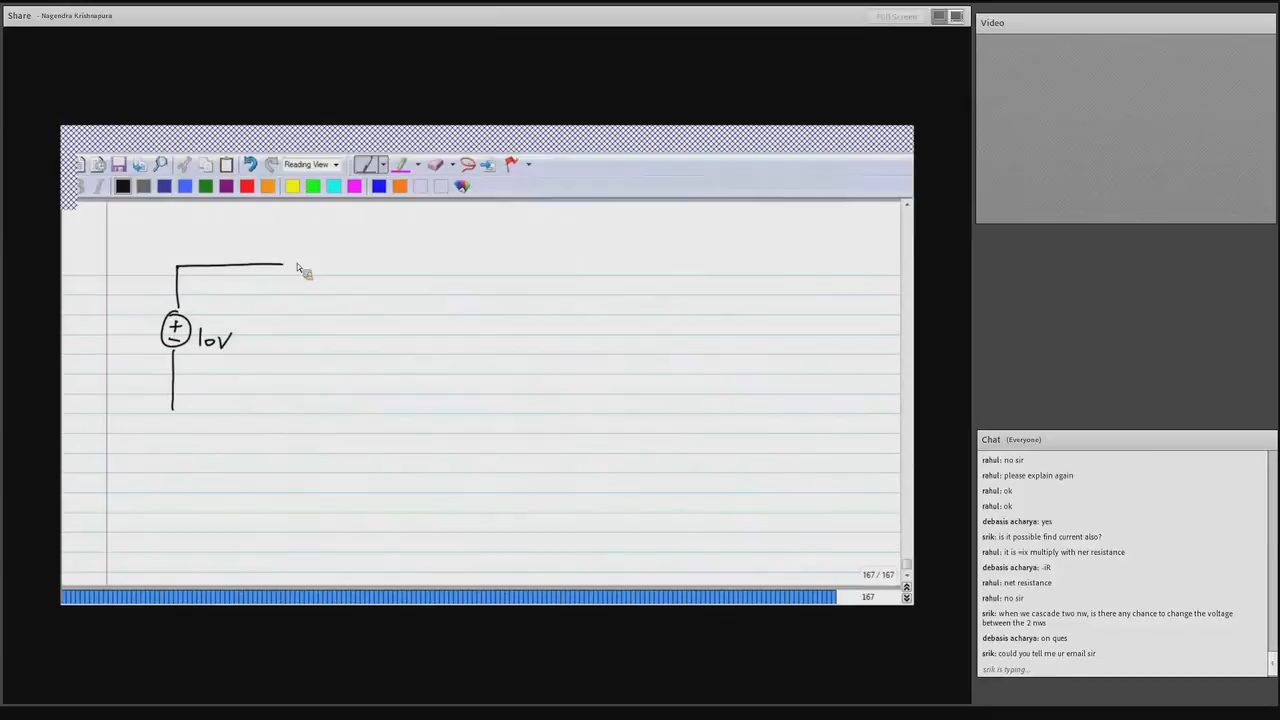 Share - Nagendra Krishnapura
Full Screen
Video
Reading View
+
−
10V
167 / 167
167
Chat (Everyone)
rahul: no sir
rahul: please explain again
rahul: ok
rahul: ok
debasis acharya: yes
srik: is it possible find current also?
rahul: it is =ix multiply with ner resistance
debasis acharya: -iR
rahul: net resistance
rahul: no sir
srik: when we cascade two nw, is there any chance to change the voltage
between the 2 nws
debasis acharya: on ques
srik: could you tell me ur email sir
srik is typing...